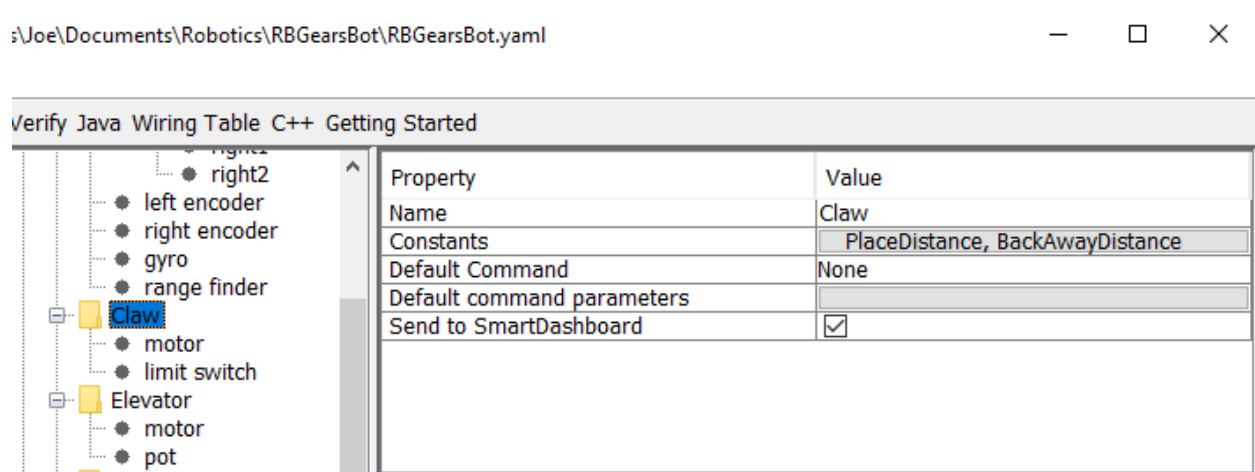 s\Joe\Documents\Robotics\RBGearsBot\RBGearsBot.yaml
Verify Java Wiring Table C++ Getting Started
right2
left encoder
right encoder
gyro
range finder
Claw
motor
limit switch
Elevator
motor
pot
Property Value
Name Claw
Constants PlaceDistance, BackAwayDistance
Default Command None
Default command parameters
Send to SmartDashboard